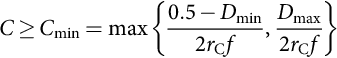 C ≥ C_min = max { (0.5 − D_min) / (2r_C f), D_max / (2r_C f) }